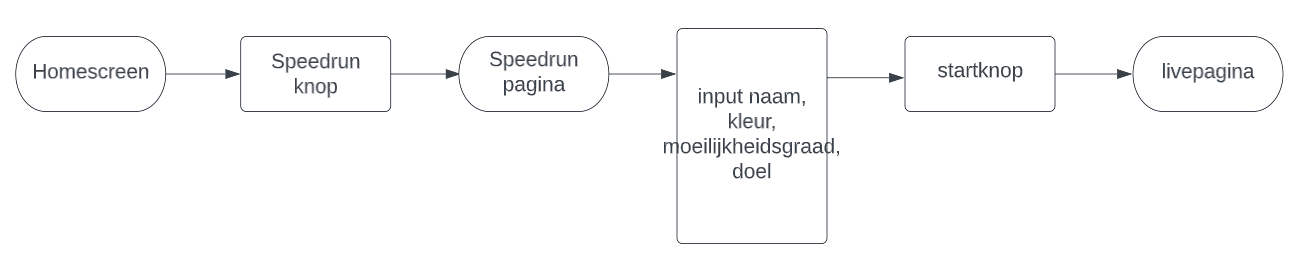 Homescreen
Speedrun
knop
Speedrun
pagina
input naam,
kleur,
moeilijkheidsgraad,
doel
startknop
livepagina